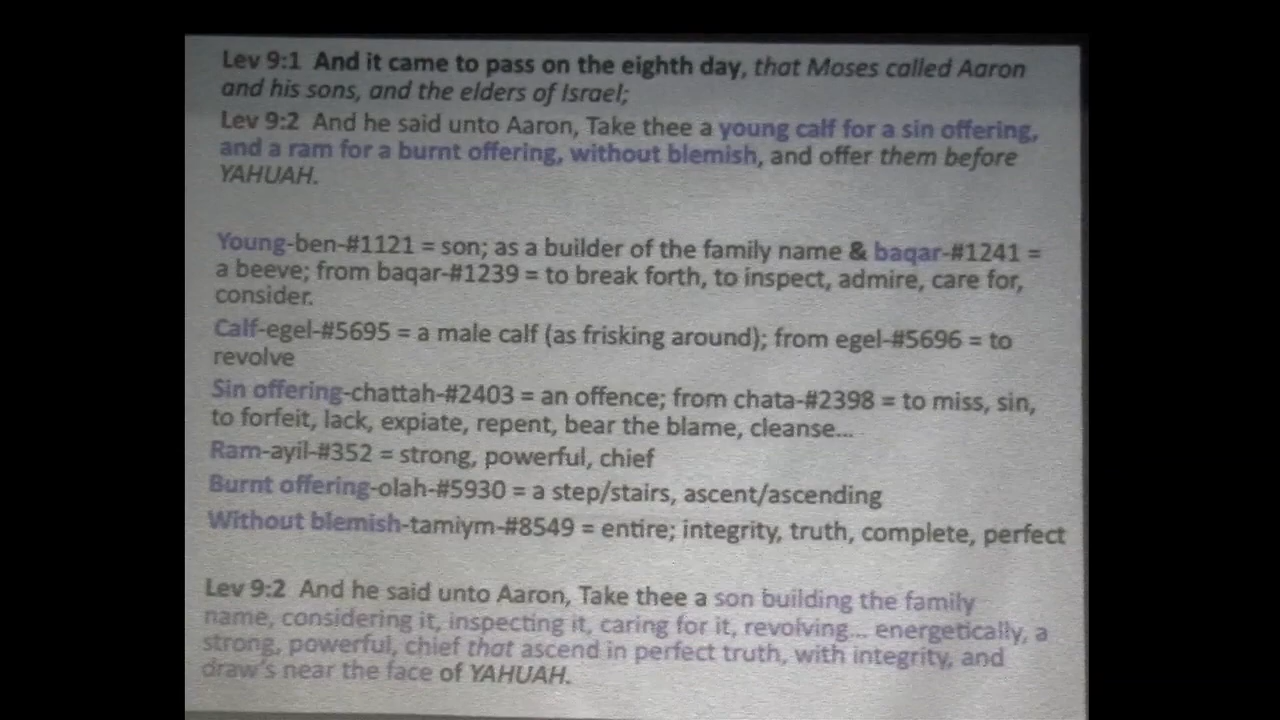 Lev 9:1  And it came to pass on the eighth day, that Moses called Aaron
and his sons, and the elders of Israel;
Lev 9:2  And he said unto Aaron, Take thee a young calf for a sin offering,
and a ram for a burnt offering, without blemish, and offer them before
YAHUAH.
Young-ben-#1121 = son; as a builder of the family name & baqar-#1241 =
a beeve; from baqar-#1239 = to break forth, to inspect, admire, care for,
consider.
Calf-egel-#5695 = a male calf (as frisking around); from egel-#5696 = to
revolve
Sin offering-chattah-#2403 = an offence; from chata-#2398 = to miss, sin,
to forfeit, lack, expiate, repent, bear the blame, cleanse...
Ram-ayil-#352 = strong, powerful, chief
Burnt offering-olah-#5930 = a step/stairs, ascent/ascending
Without blemish-tamiym-#8549 = entire; integrity, truth, complete, perfect
Lev 9:2  And he said unto Aaron, Take thee a son building the family
name, considering it, inspecting it, caring for it, revolving... energetically, a
strong, powerful, chief that ascend in perfect truth, with integrity, and
draw's near the face of YAHUAH.